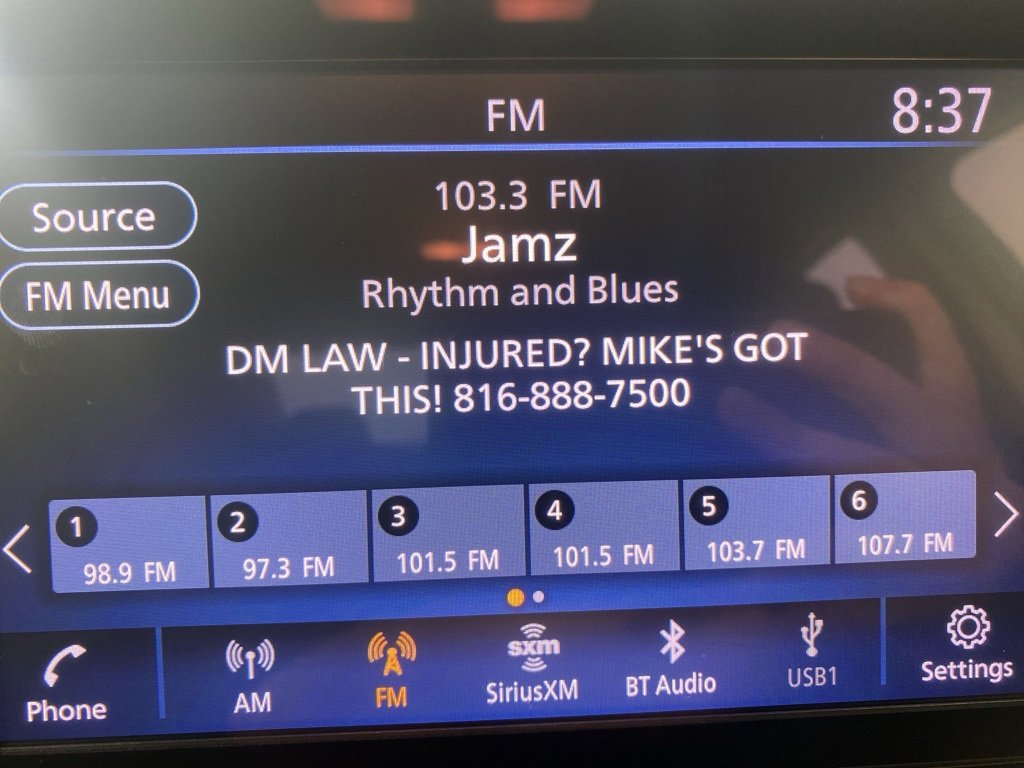 FM
8:37
Source
FM Menu
103.3 FM
Jamz
Rhythm and Blues
DM LAW - INJURED? MIKE'S GOT
THIS! 816-888-7500
1
98.9 FM
2
97.3 FM
3
101.5 FM
4
101.5 FM
5
103.7 FM
6
107.7 FM
Phone
AM
FM
sxm
SiriusXM
BT Audio
USB1
Settings